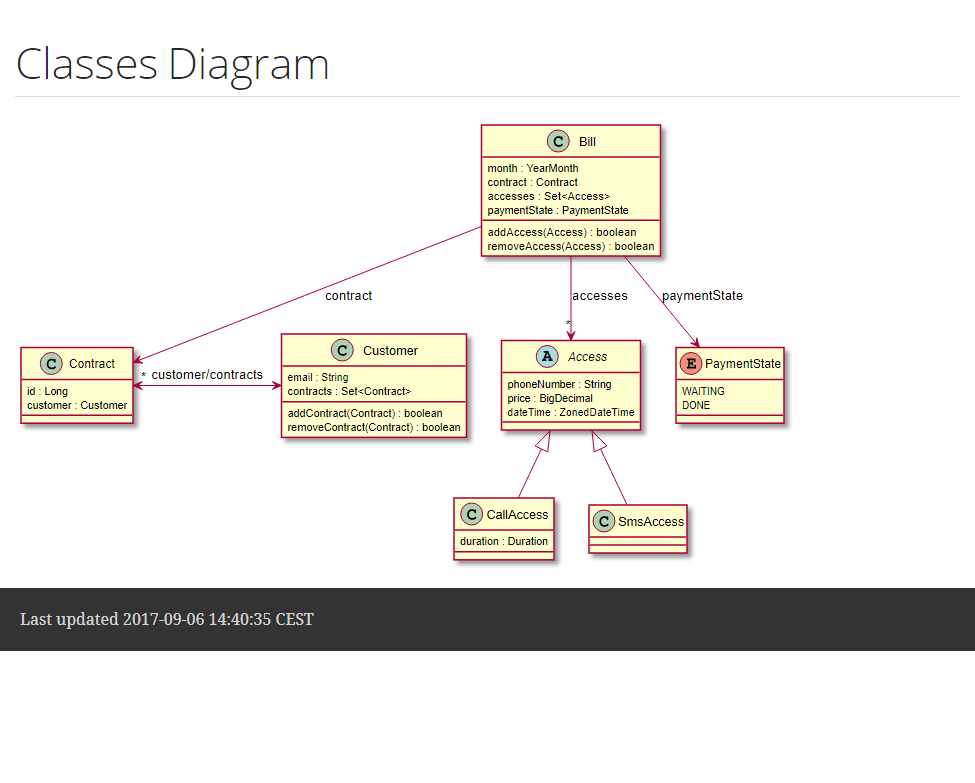 Classes Diagram
C Bill
month : YearMonth
contract : Contract
accesses : Set<Access>
paymentState : PaymentState
addAccess(Access) : boolean
removeAccess(Access) : boolean
contract
accesses
paymentState
*
C Contract
id : Long
customer : Customer
* customer/contracts
C Customer
email : String
contracts : Set<Contract>
addContract(Contract) : boolean
removeContract(Contract) : boolean
A Access
phoneNumber : String
price : BigDecimal
dateTime : ZonedDateTime
E PaymentState
WAITING
DONE
C CallAccess
duration : Duration
C SmsAccess
Last updated 2017-09-06 14:40:35 CEST